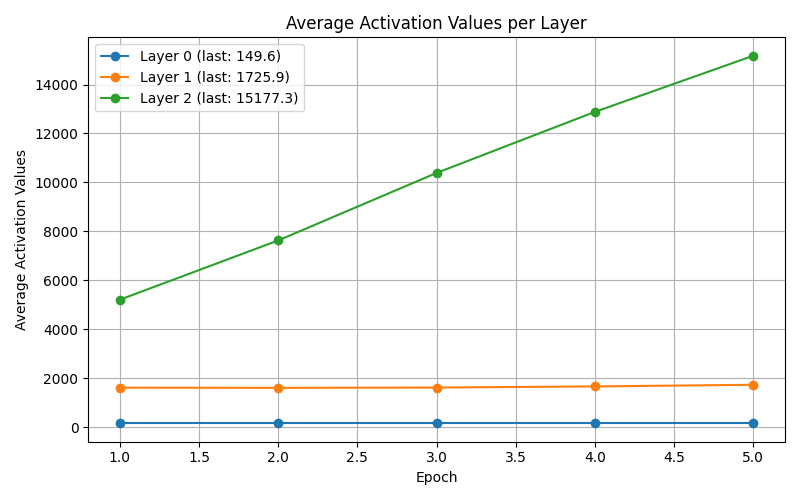 Average Activation Values per Layer
Layer 0 (last: 149.6)
Layer 1 (last: 1725.9)
Layer 2 (last: 15177.3)
Average Activation Values
14000
12000
10000
8000
6000
4000
2000
0
1.0 1.5 2.0 2.5 3.0 3.5 4.0 4.5 5.0
Epoch